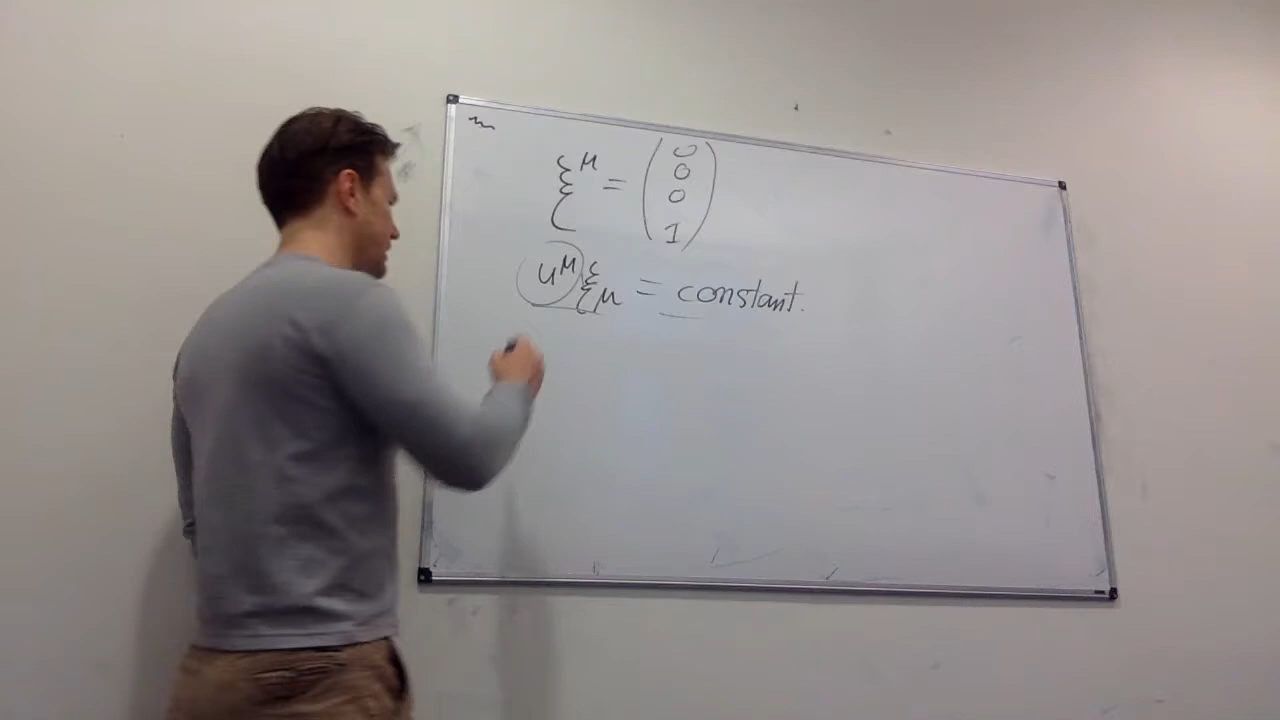 ξ^μ = (0 0 0 1)
u^μ ξ_μ = constant.